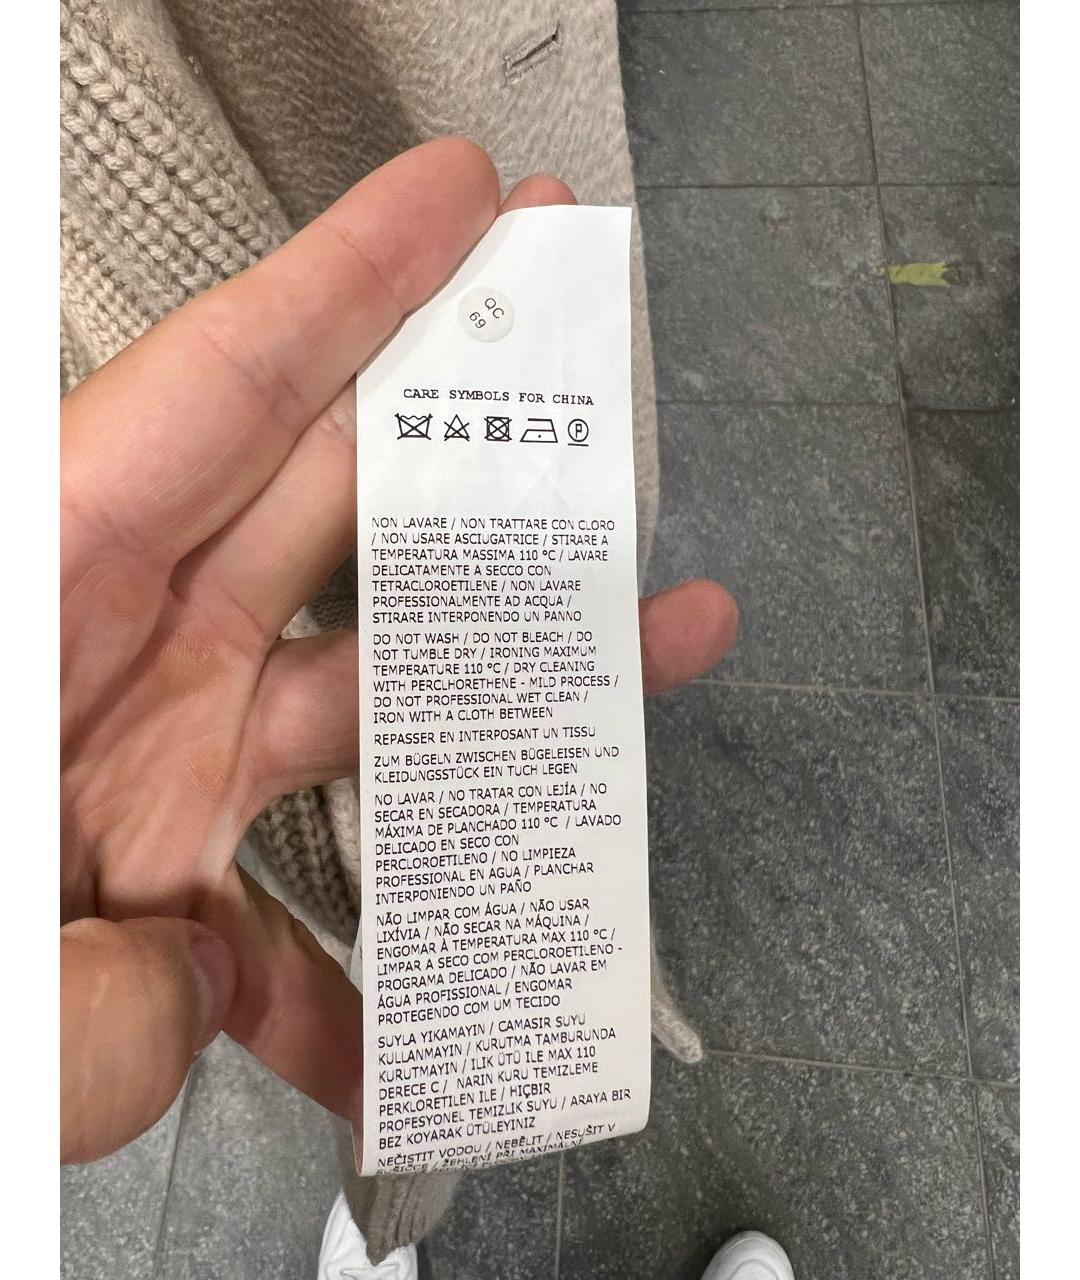 QC
69
CARE SYMBOLS FOR CHINA
P
NON LAVARE / NON TRATTARE CON CLORO
/ NON USARE ASCIUGATRICE / STIRARE A
TEMPERATURA MASSIMA 110 °C / LAVARE
DELICATAMENTE A SECCO CON
TETRACLOROETILENE / NON LAVARE
PROFESSIONALMENTE AD ACQUA /
STIRARE INTERPONENDO UN PANNO
DO NOT WASH / DO NOT BLEACH / DO
NOT TUMBLE DRY / IRONING MAXIMUM
TEMPERATURE 110 °C / DRY CLEANING
WITH PERCLHORETHENE - MILD PROCESS /
DO NOT PROFESSIONAL WET CLEAN /
IRON WITH A CLOTH BETWEEN
REPASSER EN INTERPOSANT UN TISSU
ZUM BÜGELN ZWISCHEN BÜGELEISEN UND
KLEIDUNGSSTÜCK EIN TUCH LEGEN
NO LAVAR / NO TRATAR CON LEJÍA / NO
SECAR EN SECADORA / TEMPERATURA
MÁXIMA DE PLANCHADO 110 °C / LAVADO
DELICADO EN SECO CON
PERCLOROETILENO / NO LIMPIEZA
PROFESSIONAL EN AGUA / PLANCHAR
INTERPONIENDO UN PAÑO
NÃO LIMPAR COM ÁGUA / NÃO USAR
LIXÍVIA / NÃO SECAR NA MÁQUINA /
ENGOMAR À TEMPERATURA MAX 110 °C /
LIMPAR A SECO COM PERCLOROETILENO -
PROGRAMA DELICADO / NÃO LAVAR EM
ÁGUA PROFISSIONAL / ENGOMAR
PROTEGENDO COM UM TECIDO
SUYLA YIKAMAYIN / CAMASIR SUYU
KULLANMAYIN / KURUTMA TAMBURUNDA
KURUTMAYIN / ILIK ÜTÜ ILE MAX 110
DERECE C / NARIN KURU TEMIZLEME
PERKLORETILEN ILE / HIÇBIR
PROFESYONEL TEMIZLIK SUYU / ARAYA BIR
BEZ KOYARAK ÜTÜLEYINIZ
NEČISTIT VODOU / NEBĚLIT / NESUŠIT V
SUŠIČCE / ŽEHLENÍ PŘI MAXIMÁLNÍ